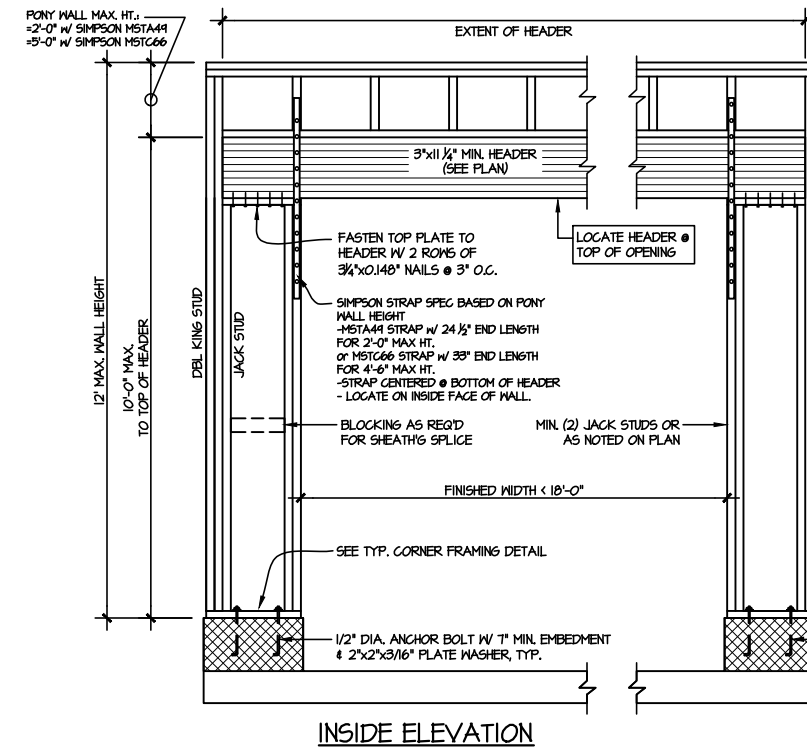 PONY WALL MAX. HT.:
=2'-0" W/ SIMPSON MSTA49
=5'-0" W/ SIMPSON MSTC66
EXTENT OF HEADER
3"x11 1/4" MIN. HEADER
(SEE PLAN)
FASTEN TOP PLATE TO
HEADER W/ 2 ROWS OF
3/4"x0.148" NAILS @ 3" O.C.
LOCATE HEADER @
TOP OF OPENING
SIMPSON STRAP SPEC BASED ON PONY
WALL HEIGHT
-MSTA49 STRAP W/ 24 1/2" END LENGTH
FOR 2'-0" MAX HT.
or MSTC66 STRAP W/ 33" END LENGTH
FOR 4'-6" MAX HT.
-STRAP CENTERED @ BOTTOM OF HEADER
- LOCATE ON INSIDE FACE OF WALL.
12' MAX. WALL HEIGHT
10'-0" MAX.
TO TOP OF HEADER
DBL KING STUD
JACK STUD
BLOCKING AS REQ'D
FOR SHEATH'G SPLICE
MIN. (2) JACK STUDS OR
AS NOTED ON PLAN
FINISHED WIDTH < 18'-0"
SEE TYP. CORNER FRAMING DETAIL
1/2" DIA. ANCHOR BOLT W/ 7" MIN. EMBEDMENT
& 2"x2"x3/16" PLATE WASHER, TYP.
INSIDE ELEVATION